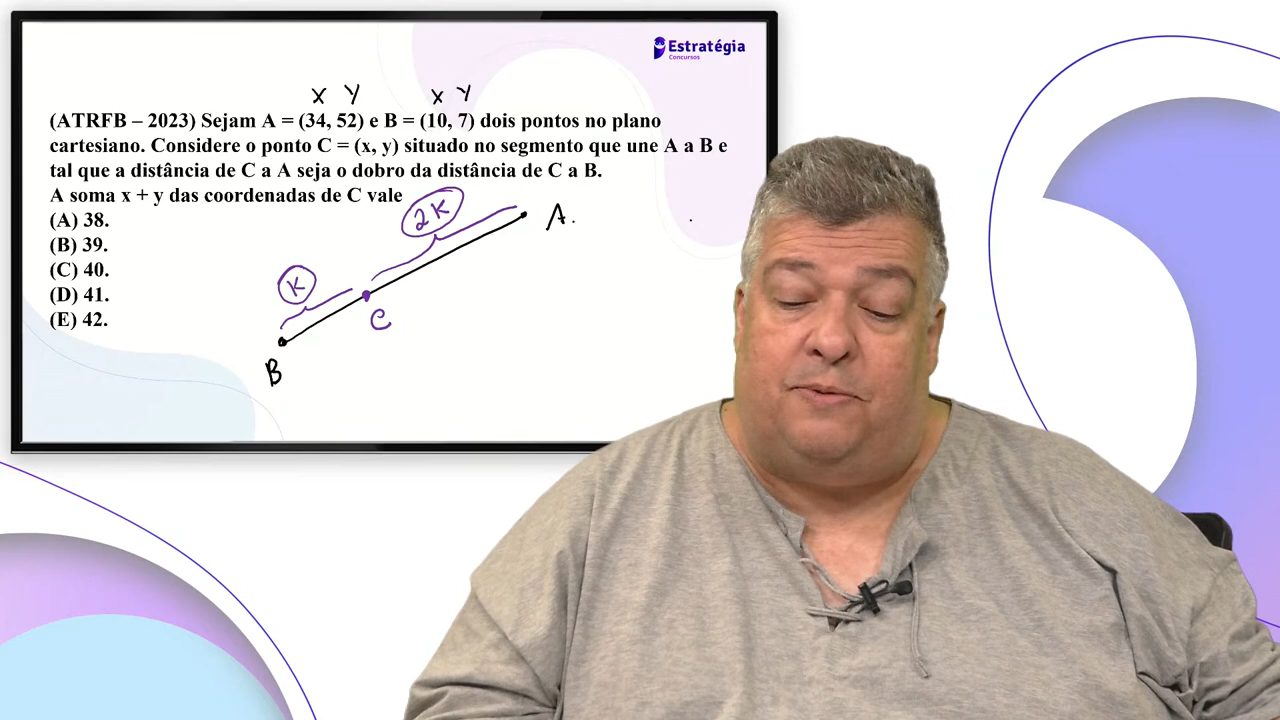 Estratégia
Concursos
X Y X Y
(ATRFB – 2023) Sejam A = (34, 52) e B = (10, 7) dois pontos no plano
cartesiano. Considere o ponto C = (x, y) situado no segmento que une A a B e
tal que a distância de C a A seja o dobro da distância de C a B.
A soma x + y das coordenadas de C vale
(A) 38.
(B) 39.
(C) 40.
(D) 41.
(E) 42.
2K
A.
K
C
B